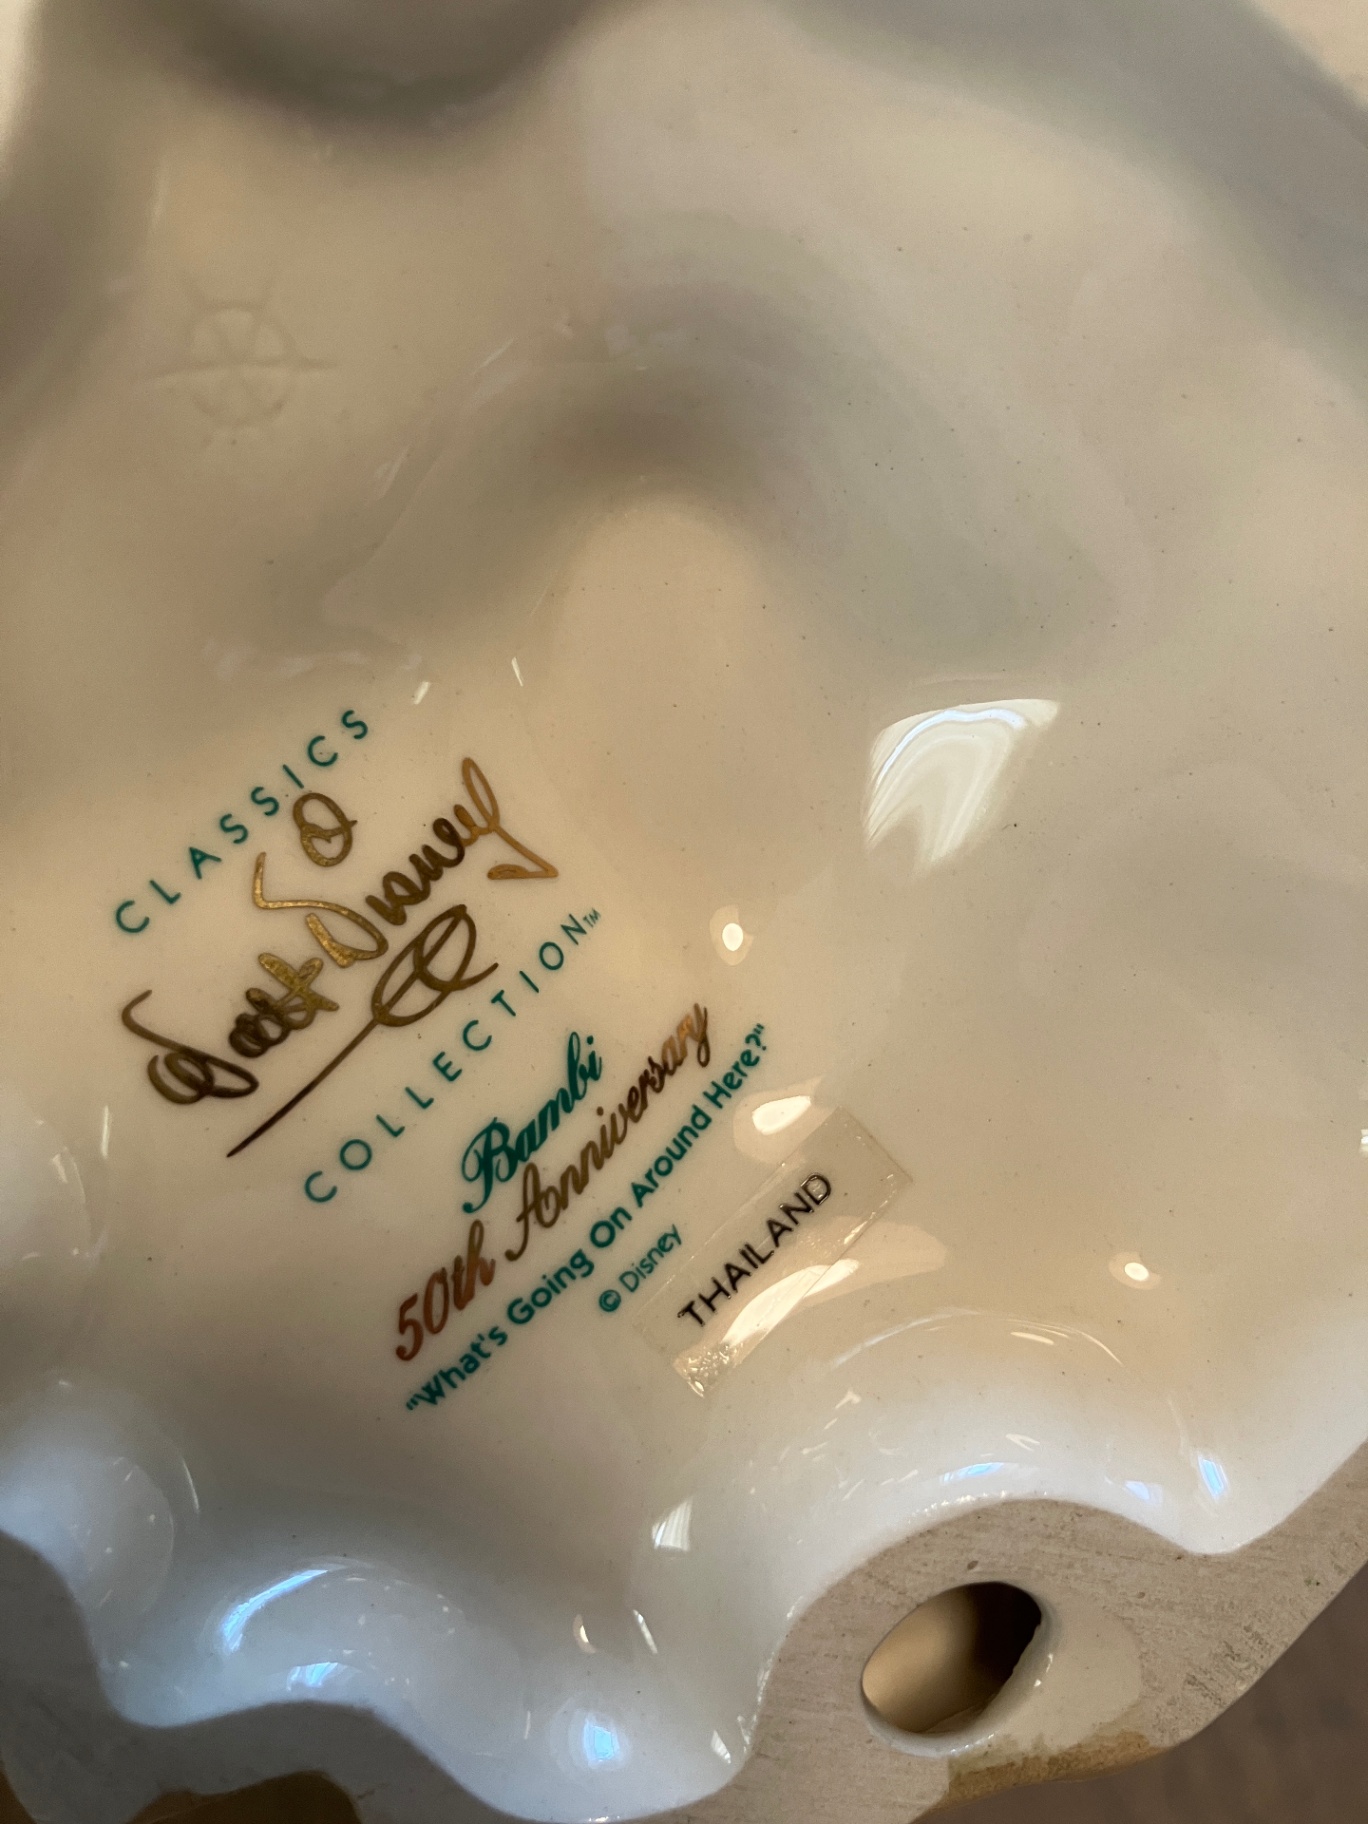 CLASSICS
Walt Disney
COLLECTION™
Bambi
50th Anniversary
"What's Going On Around Here?"
© Disney
THAILAND